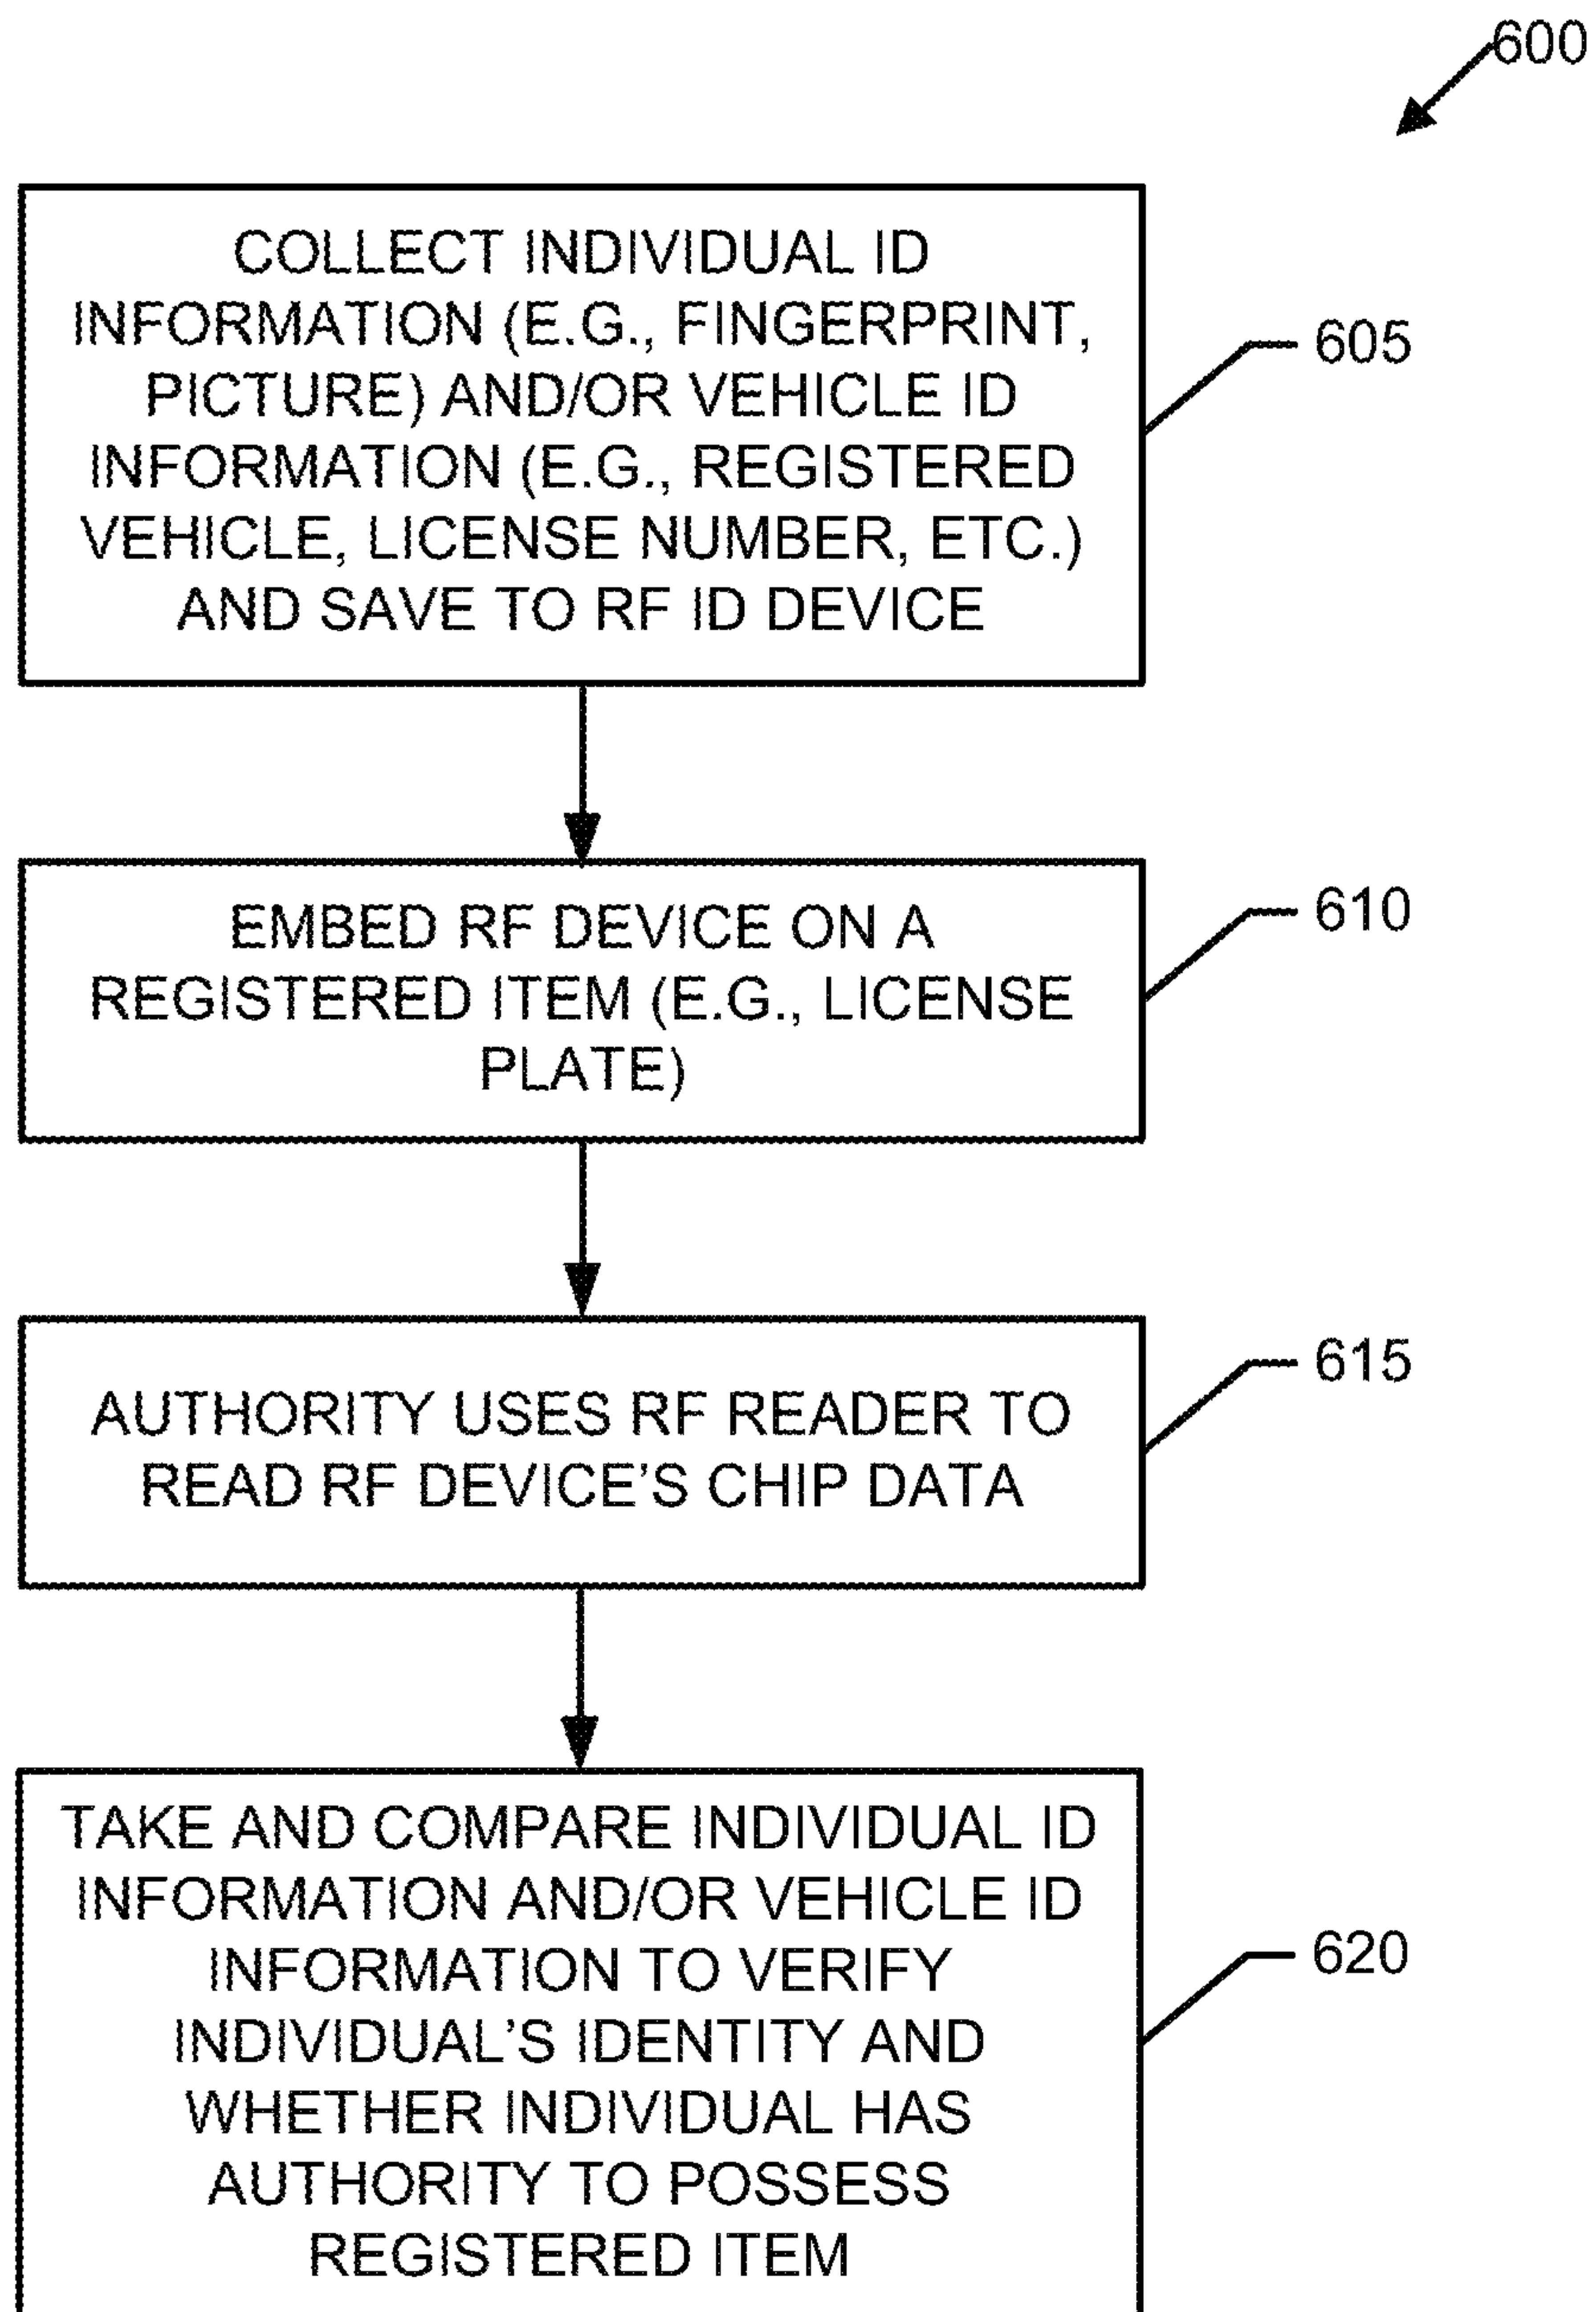 600
COLLECT INDIVIDUAL ID
INFORMATION (E.G., FINGERPRINT,
PICTURE) AND/OR VEHICLE ID
INFORMATION (E.G., REGISTERED
VEHICLE, LICENSE NUMBER, ETC.)
AND SAVE TO RF ID DEVICE
605
EMBED RF DEVICE ON A
REGISTERED ITEM (E.G., LICENSE
PLATE)
610
AUTHORITY USES RF READER TO
READ RF DEVICE'S CHIP DATA
615
TAKE AND COMPARE INDIVIDUAL ID
INFORMATION AND/OR VEHICLE ID
INFORMATION TO VERIFY
INDIVIDUAL'S IDENTITY AND
WHETHER INDIVIDUAL HAS
AUTHORITY TO POSSESS
REGISTERED ITEM
620